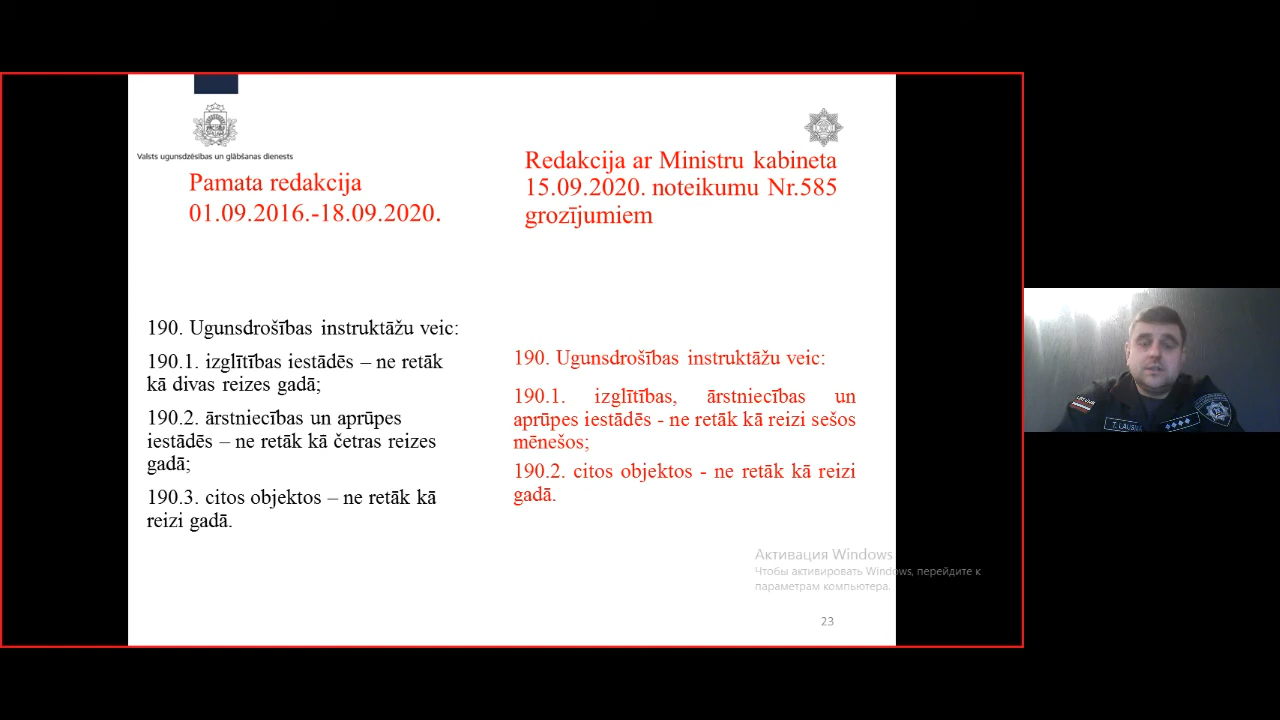 Valsts ugunsdzēsības un glābšanas dienests
Pamata redakcija
01.09.2016.-18.09.2020.
Redakcija ar Ministru kabineta
15.09.2020. noteikumu Nr.585
grozījumiem
190. Ugunsdrošības instruktāžu veic:
190.1. izglītības iestādēs – ne retāk
kā divas reizes gadā;
190.2. ārstniecības un aprūpes
iestādēs – ne retāk kā četras reizes
gadā;
190.3. citos objektos – ne retāk kā
reizi gadā.
190. Ugunsdrošības instruktāžu veic:
190.1. izglītības, ārstniecības un
aprūpes iestādēs - ne retāk kā reizi sešos
mēnešos;
190.2. citos objektos - ne retāk kā reizi
gadā.
Активация Windows
Чтобы активировать Windows, перейдите к
параметрам компьютера.
23
T. LAUSKA